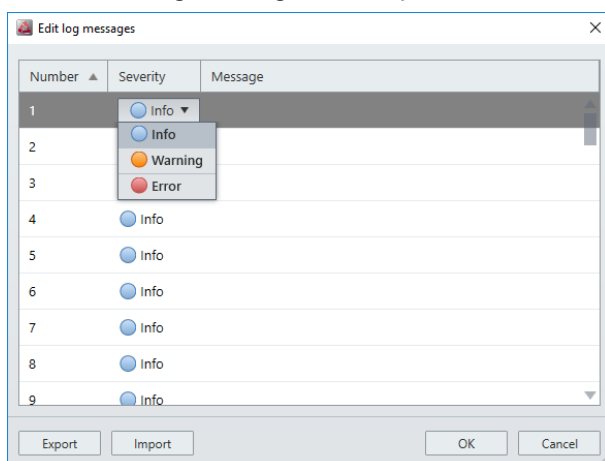 Edit log messages
Number Severity Message
1 Info
Info
2
Warning
3
Error
4 Info
5 Info
6 Info
7 Info
8 Info
9 Info
Export Import OK Cancel